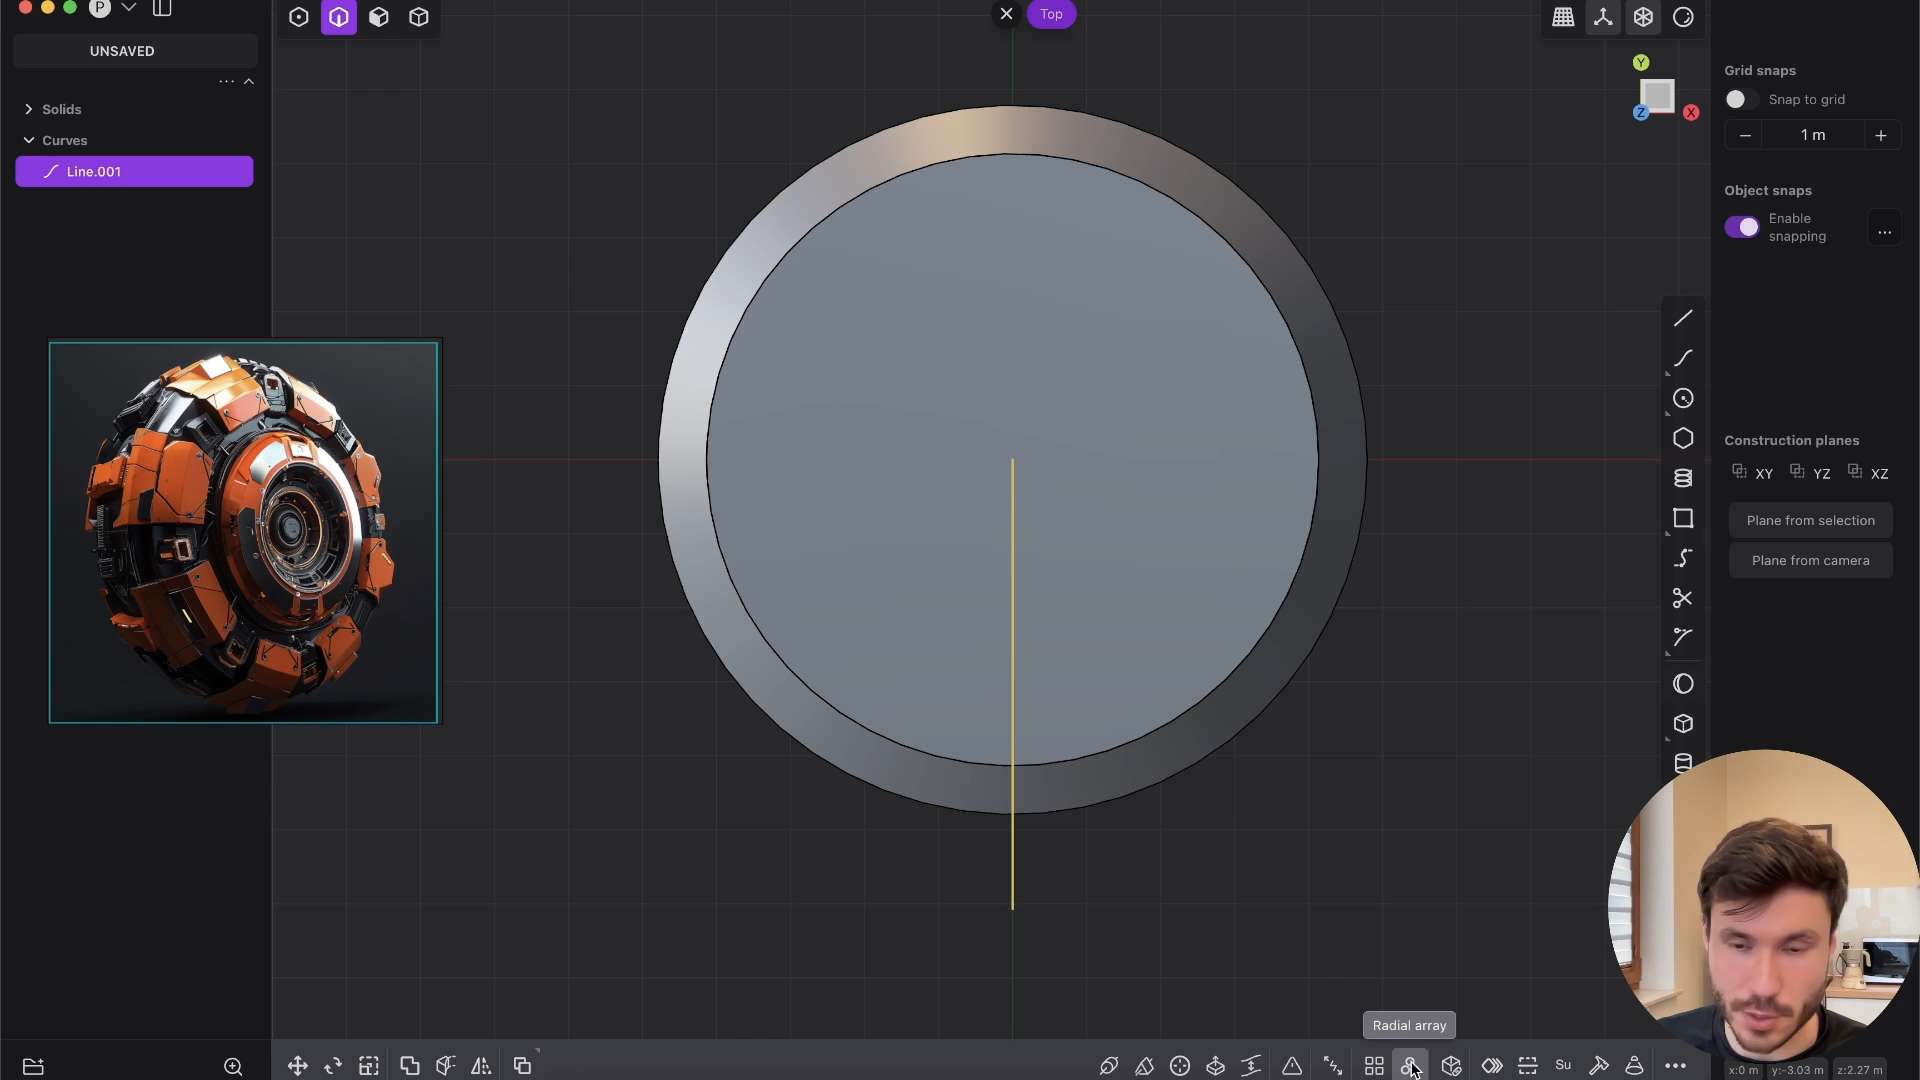 P
Top
UNSAVED
Solids
Curves
Line.001
Y
Z
X
Grid snaps
Snap to grid
1 m
Object snaps
Enable
snapping
Construction planes
XY
YZ
XZ
Plane from selection
Plane from camera
Radial array
Su
x:0 m
y:-3.03 m
z:2.27 m